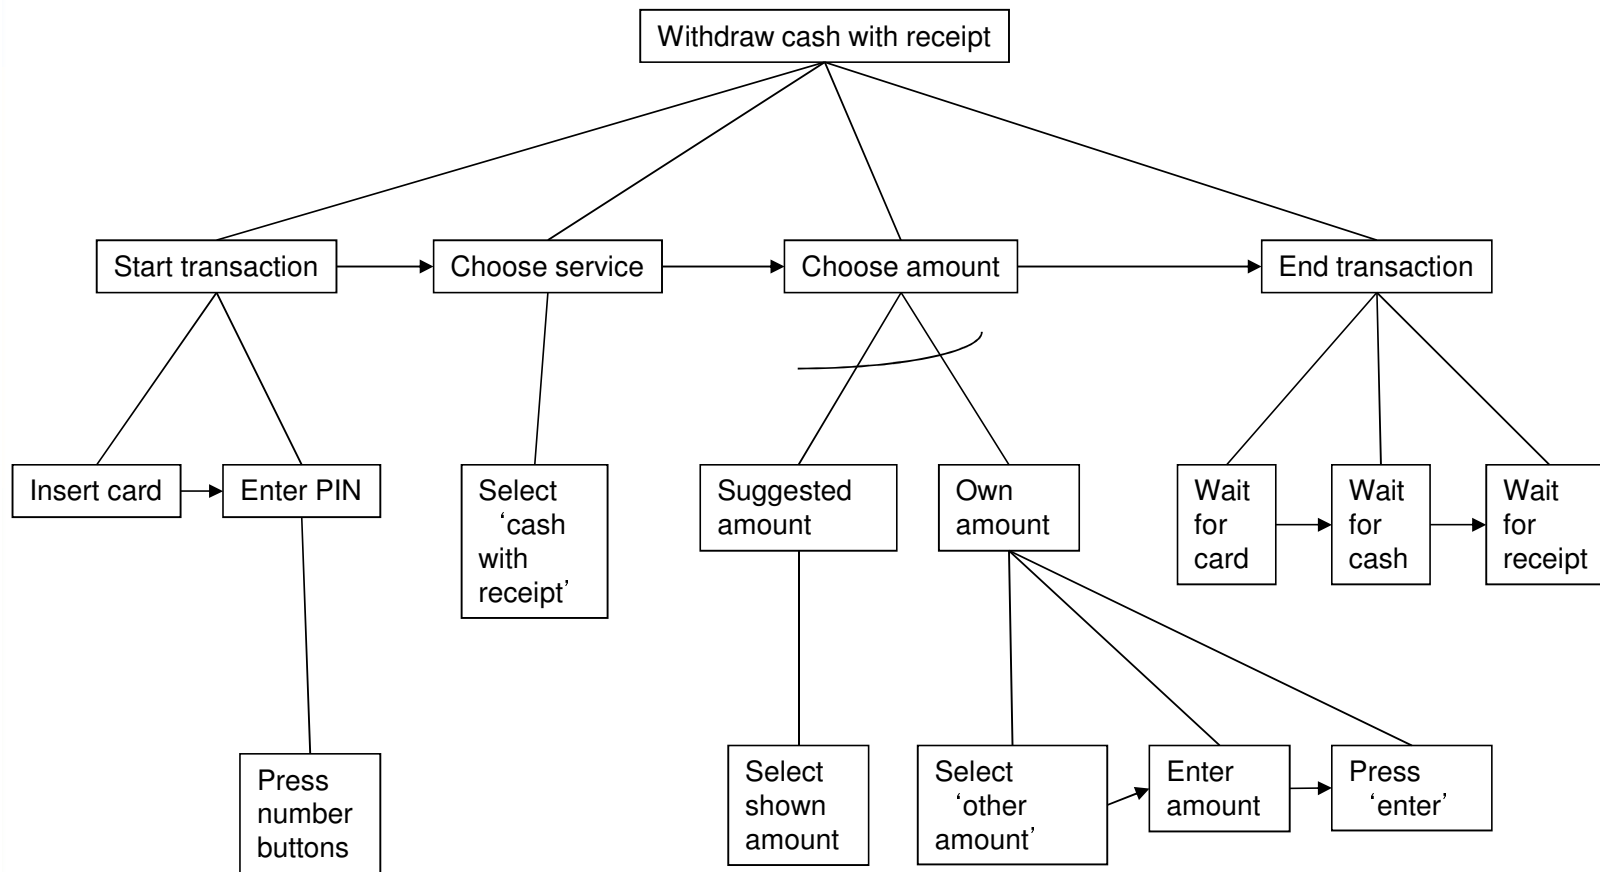 Withdraw cash with receipt
Start transaction
Choose service
Choose amount
End transaction
Insert card
Enter PIN
Select
‘cash
with
receipt’
Suggested
amount
Own
amount
Wait
for
card
Wait
for
cash
Wait
for
receipt
Press
number
buttons
Select
shown
amount
Select
‘other
amount’
Enter
amount
Press
‘enter’